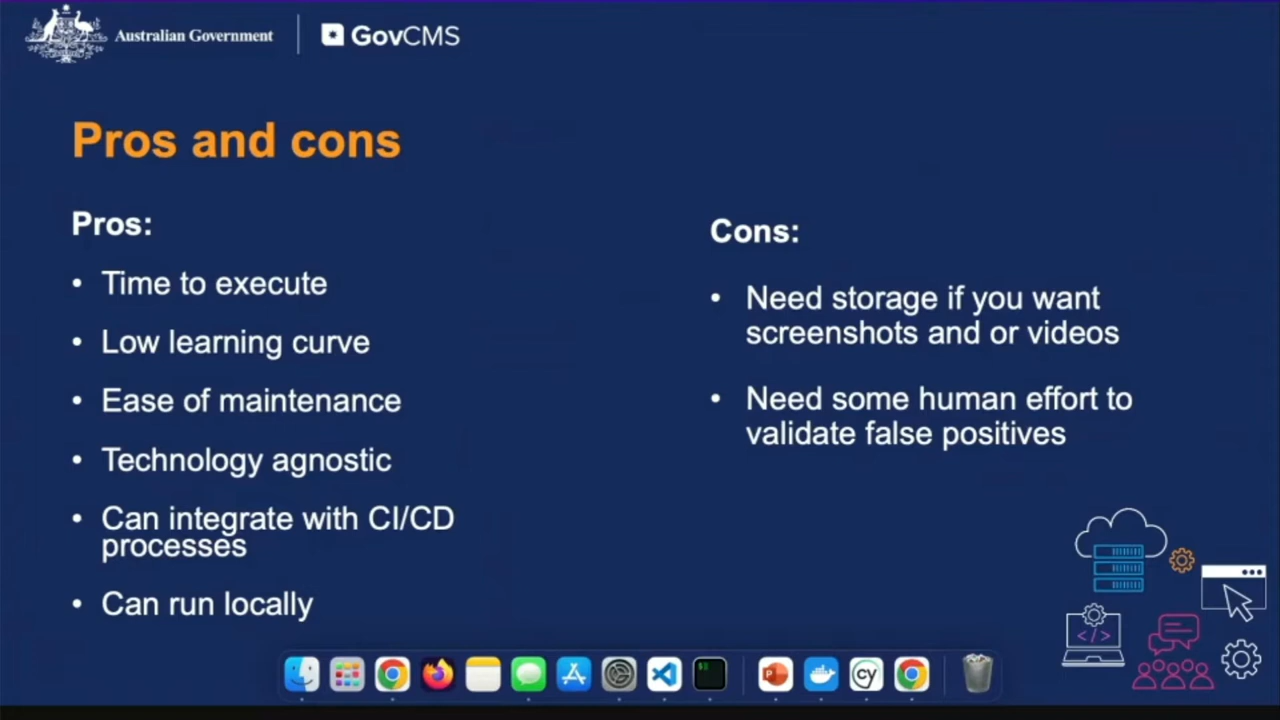 Australian Government
GovCMS
Pros and cons
Pros:
• Time to execute
• Low learning curve
• Ease of maintenance
• Technology agnostic
• Can integrate with CI/CD
processes
• Can run locally
Cons:
• Need storage if you want
screenshots and or videos
• Need some human effort to
validate false positives
</>
cy